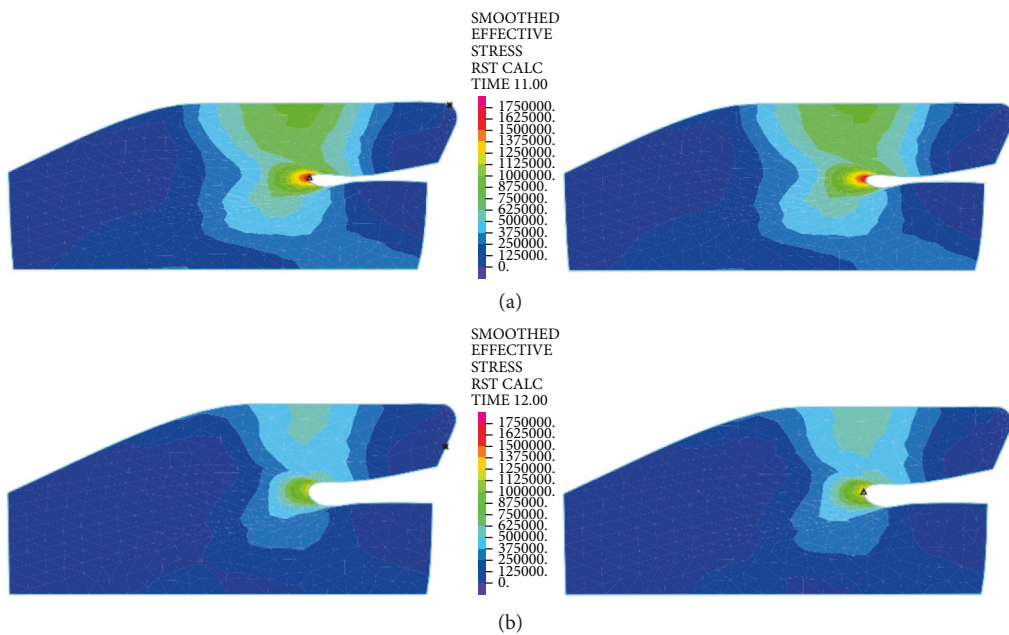 SMOOTHED
EFFECTIVE
STRESS
RST CALC
TIME 11.00
1750000.
1625000.
1500000.
1375000.
1250000.
1125000.
1000000.
875000.
750000.
625000.
500000.
375000.
250000.
125000.
0.
(a)
SMOOTHED
EFFECTIVE
STRESS
RST CALC
TIME 12.00
1750000.
1625000.
1500000.
1375000.
1250000.
1125000.
1000000.
875000.
750000.
625000.
500000.
375000.
250000.
125000.
0.
(b)